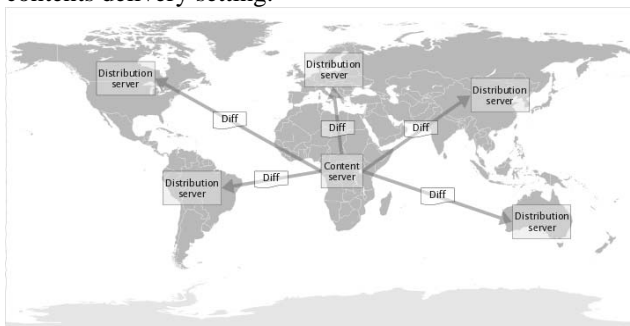 contents delivery setting.
Distribution
server
Distribution
server
Distribution
server
Diff
Diff
Diff
Content
server
Distribution
server
Diff
Diff
Distribution
server